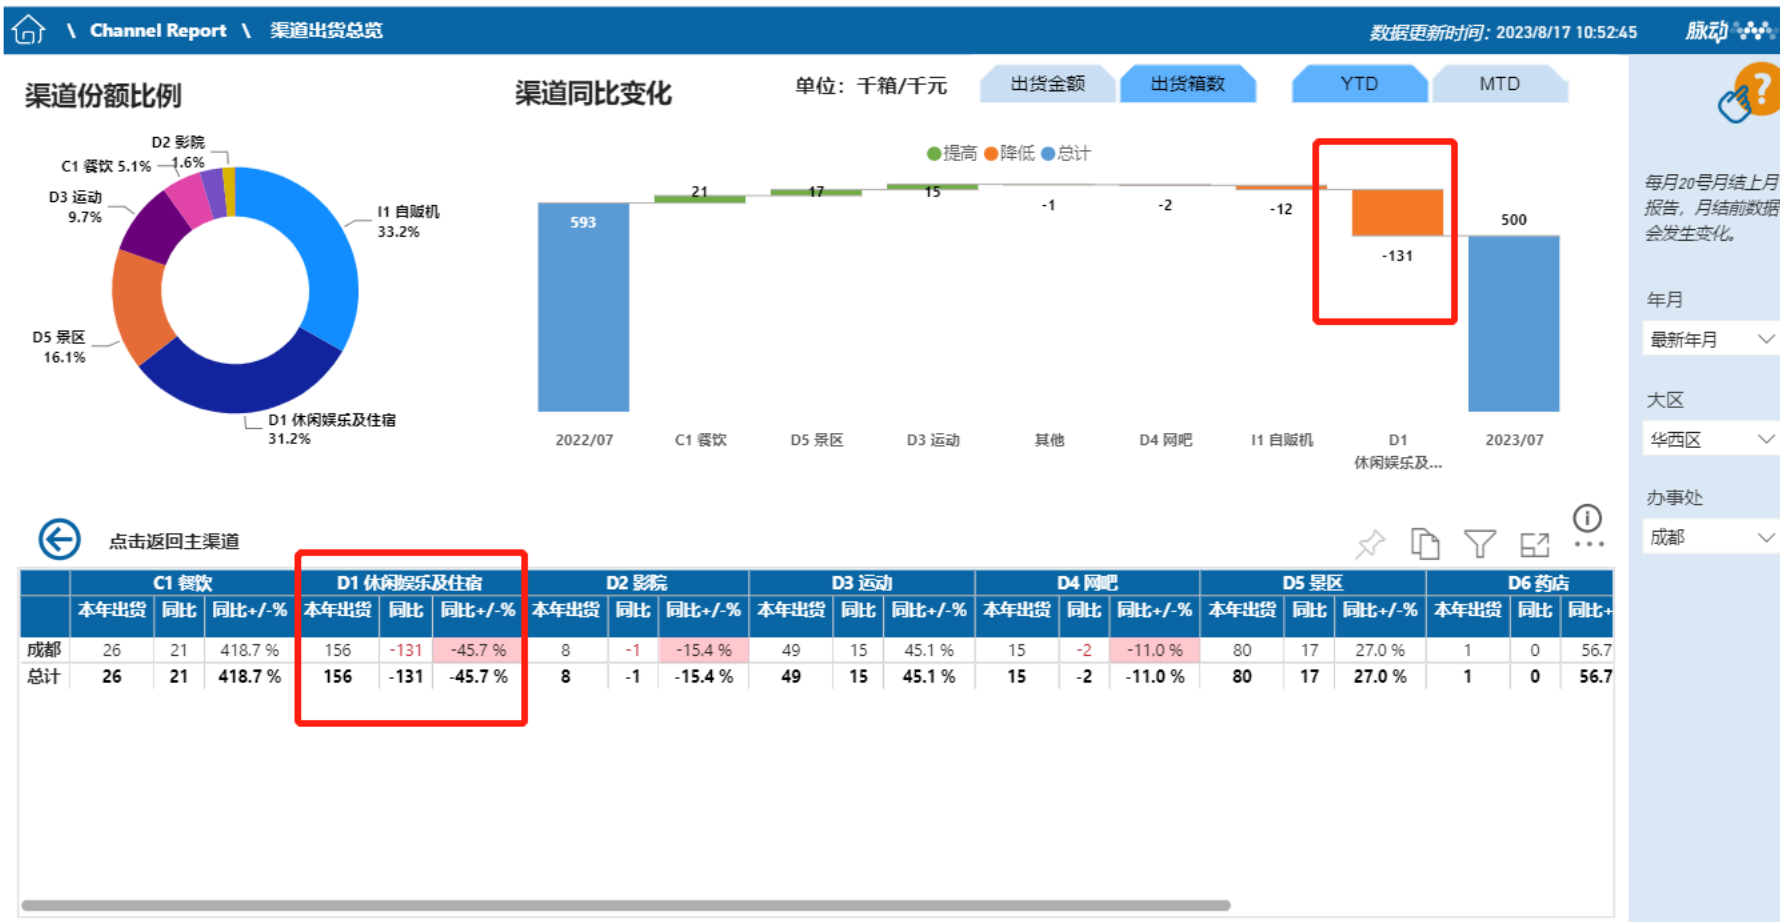 \ Channel Report \ 渠道出货总览
数据更新时间: 2023/8/17 10:52:45
脉动
渠道份额比例
D2 影院
1.6%
C1 餐饮 5.1%
D3 运动
9.7%
I1 自贩机
33.2%
D5 景区
16.1%
D1 休闲娱乐及住宿
31.2%
渠道同比变化
单位：千箱/千元
出货金额
出货箱数
YTD
MTD
提高 降低 总计
593
21
17
15
-1
-2
-12
-131
500
2022/07
C1 餐饮
D5 景区
D3 运动
其他
D4 网吧
I1 自贩机
D1
休闲娱乐及...
2023/07
?
每月20号月结上月
报告，月结前数据
会发生变化。
年月
最新年月
大区
华西区
办事处
成都
点击返回主渠道
C1 餐饮 D1 休闲娱乐及住宿 D2 影院 D3 运动 D4 网吧 D5 景区 D6 药店
本年出货 同比 同比+/-% 本年出货 同比 同比+/-% 本年出货 同比 同比+/-% 本年出货 同比 同比+/-% 本年出货 同比 同比+/-% 本年出货 同比 同比+/-% 本年出货 同比 同比+
成都 26 21 418.7 % 156 -131 -45.7 % 8 -1 -15.4 % 49 15 45.1 % 15 -2 -11.0 % 80 17 27.0 % 1 0 56.7
总计 26 21 418.7 % 156 -131 -45.7 % 8 -1 -15.4 % 49 15 45.1 % 15 -2 -11.0 % 80 17 27.0 % 1 0 56.7